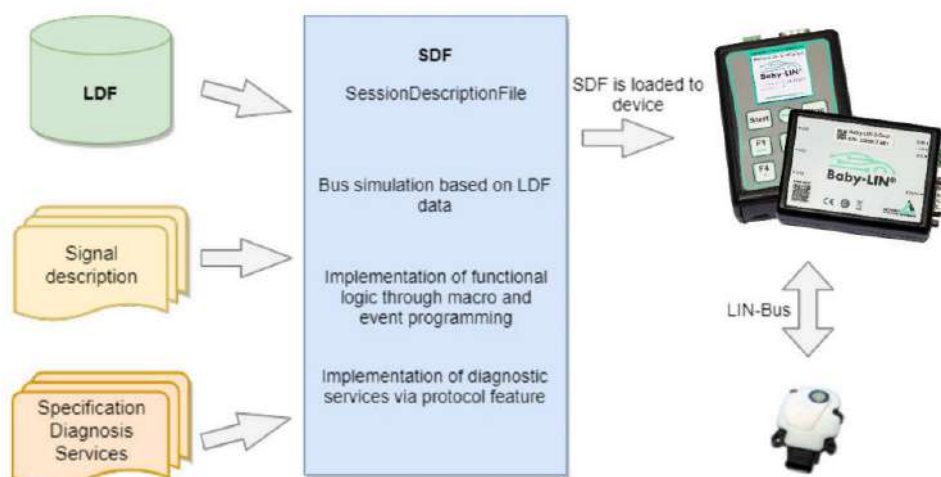 LDF
Signal
description
Specification
Diagnosis
Services
SDF
SessionDescriptionFile
Bus simulation based on LDF
data
Implementation of functional
logic through macro and
event programming
Implementation of diagnostic
services via protocol feature
SDF is loaded to
device
Baby-LIN®
Start
F1
F4
Baby-LIN®
LIN-Bus